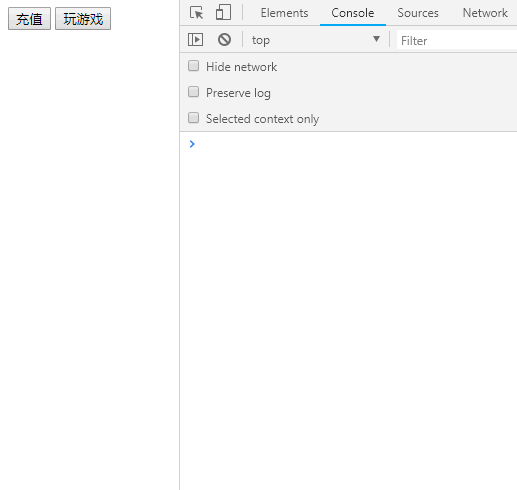 充值 玩游戏
Elements Console Sources Network
top Filter
Hide network
Preserve log
Selected context only